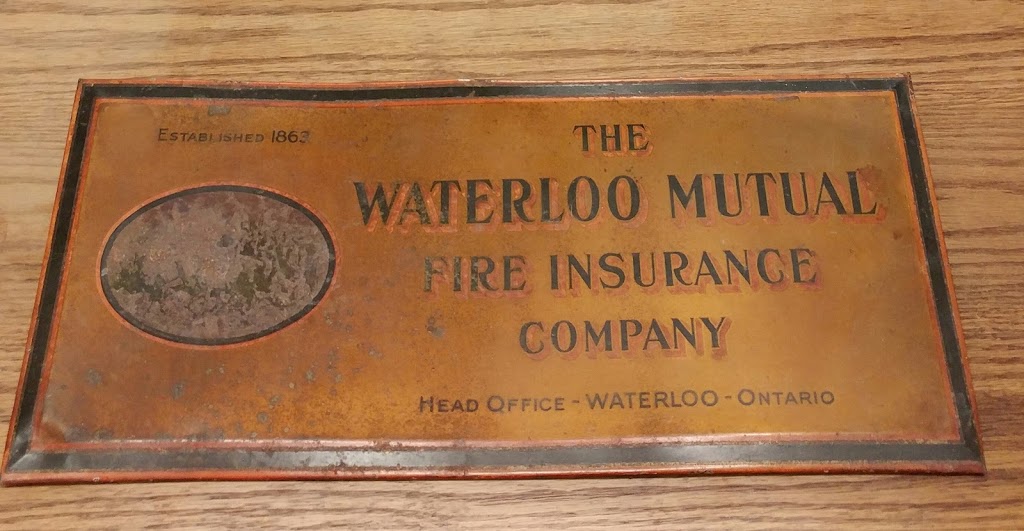 Established 1863
THE
WATERLOO MUTUAL
FIRE INSURANCE
COMPANY
HEAD OFFICE - WATERLOO - ONTARIO